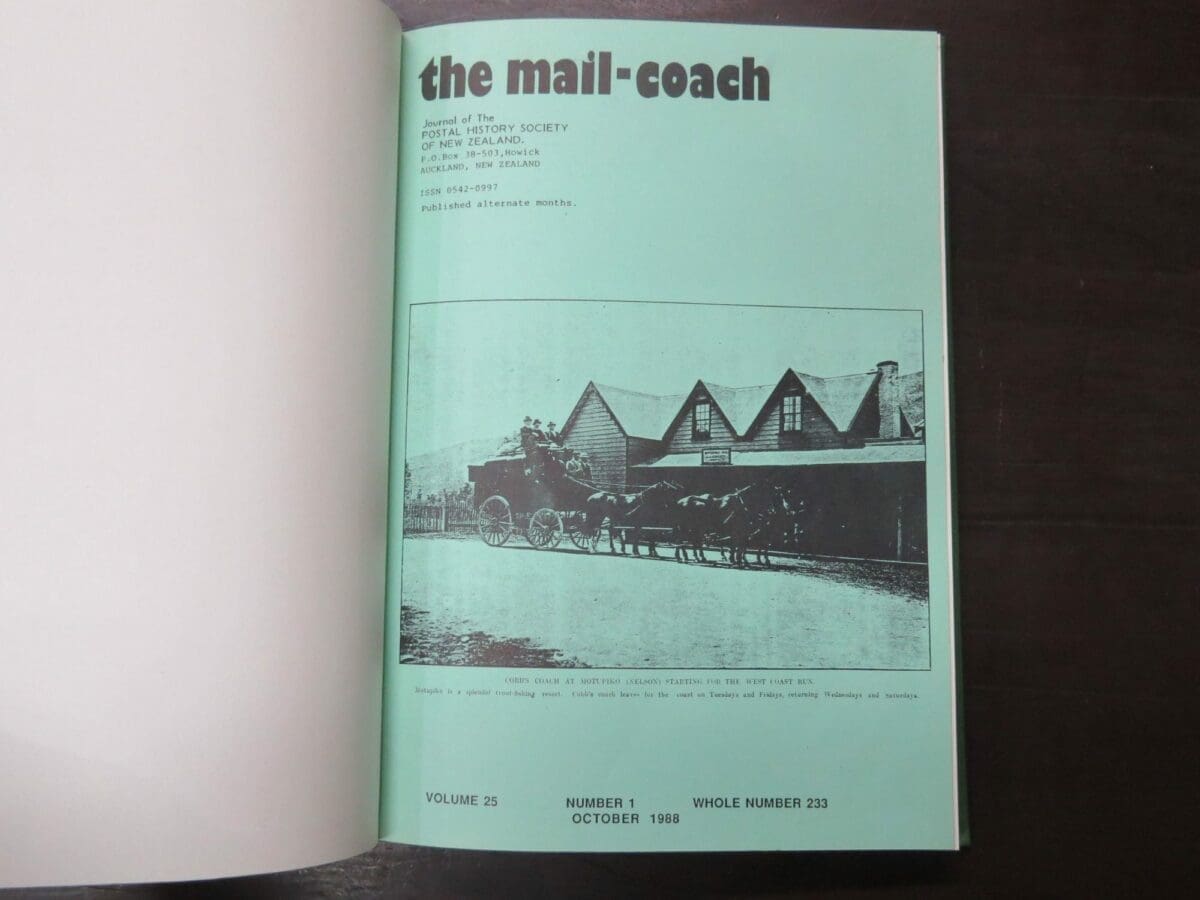 the mail-coach
Journal of The
POSTAL HISTORY SOCIETY
OF NEW ZEALAND.
P.O.Box 38-503,Howick
AUCKLAND, NEW ZEALAND
ISSN 0542-0997
Published alternate months.
COBB'S COACH AT MOTUPIKO (NELSON) STARTING FOR THE WEST COAST RUN.
Motupiko is a splendid trout-fishing resort. Cobb's coach leaves for the coast on Tuesdays and Fridays, returning Wednesdays and Saturdays.
VOLUME 25 NUMBER 1 WHOLE NUMBER 233
OCTOBER 1988